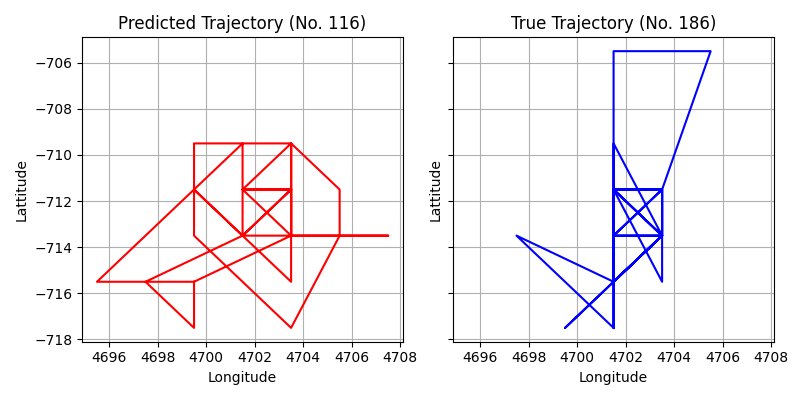 Predicted Trajectory (No. 116)
True Trajectory (No. 186)
−706
−708
−710
−712
−714
−716
−718
Lattitude
Lattitude
4696 4698 4700 4702 4704 4706 4708
4696 4698 4700 4702 4704 4706 4708
Longitude
Longitude